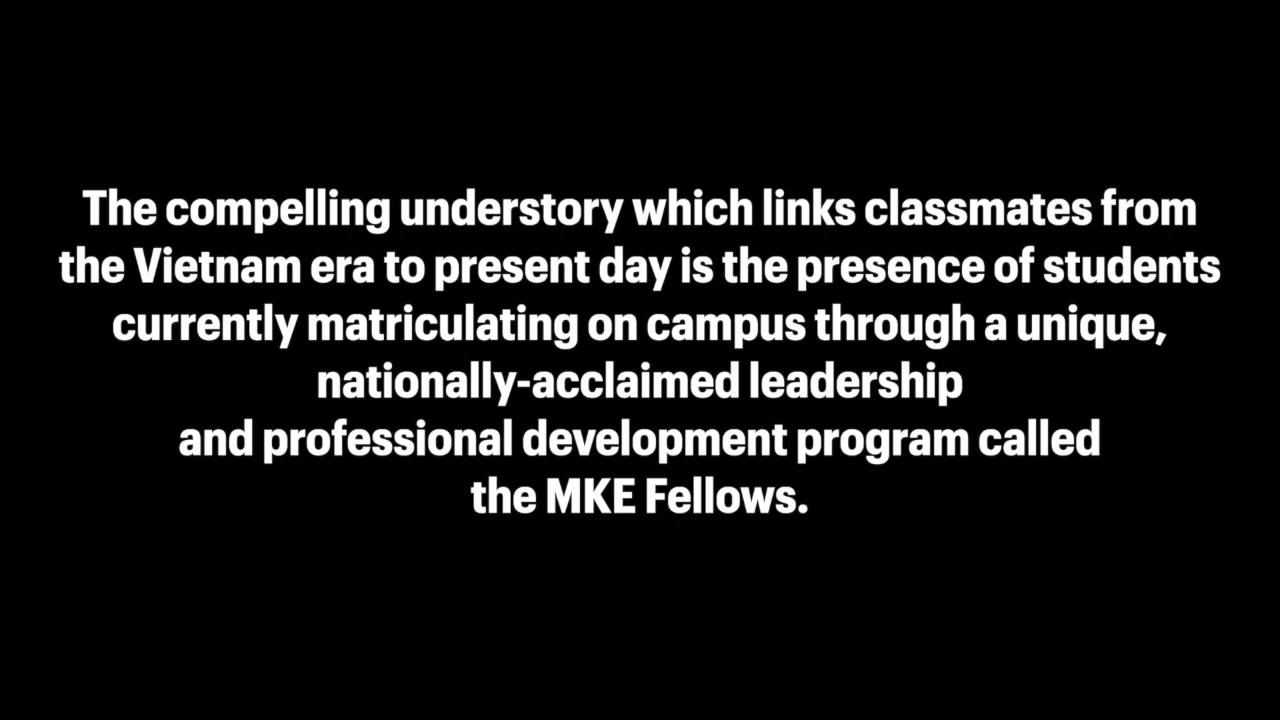 The compelling understory which links classmates from
the Vietnam era to present day is the presence of students
currently matriculating on campus through a unique,
nationally-acclaimed leadership
and professional development program called
the MKE Fellows.